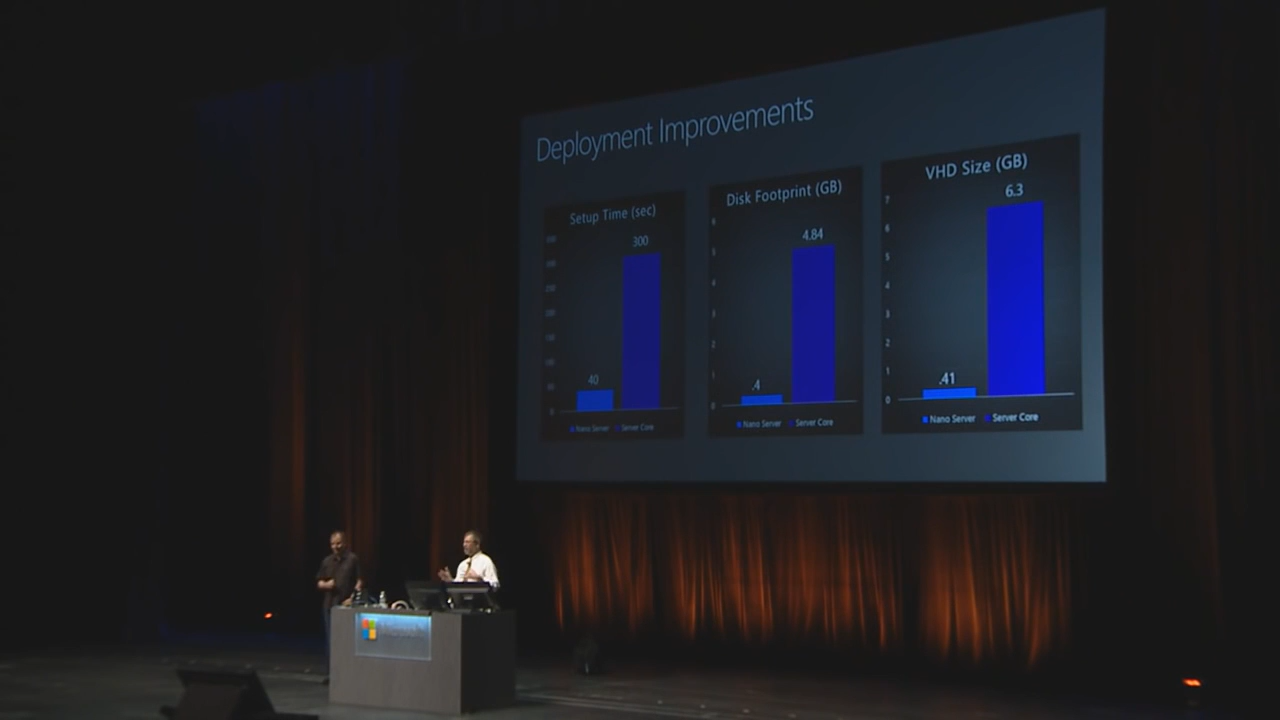 Deployment Improvements
Setup Time (sec)
300
40
Nano Server Server Core
Disk Footprint (GB)
4.84
.4
Nano Server Server Core
VHD Size (GB)
7
6.3
6
5
4
3
2
1
.41
0
Nano Server Server Core